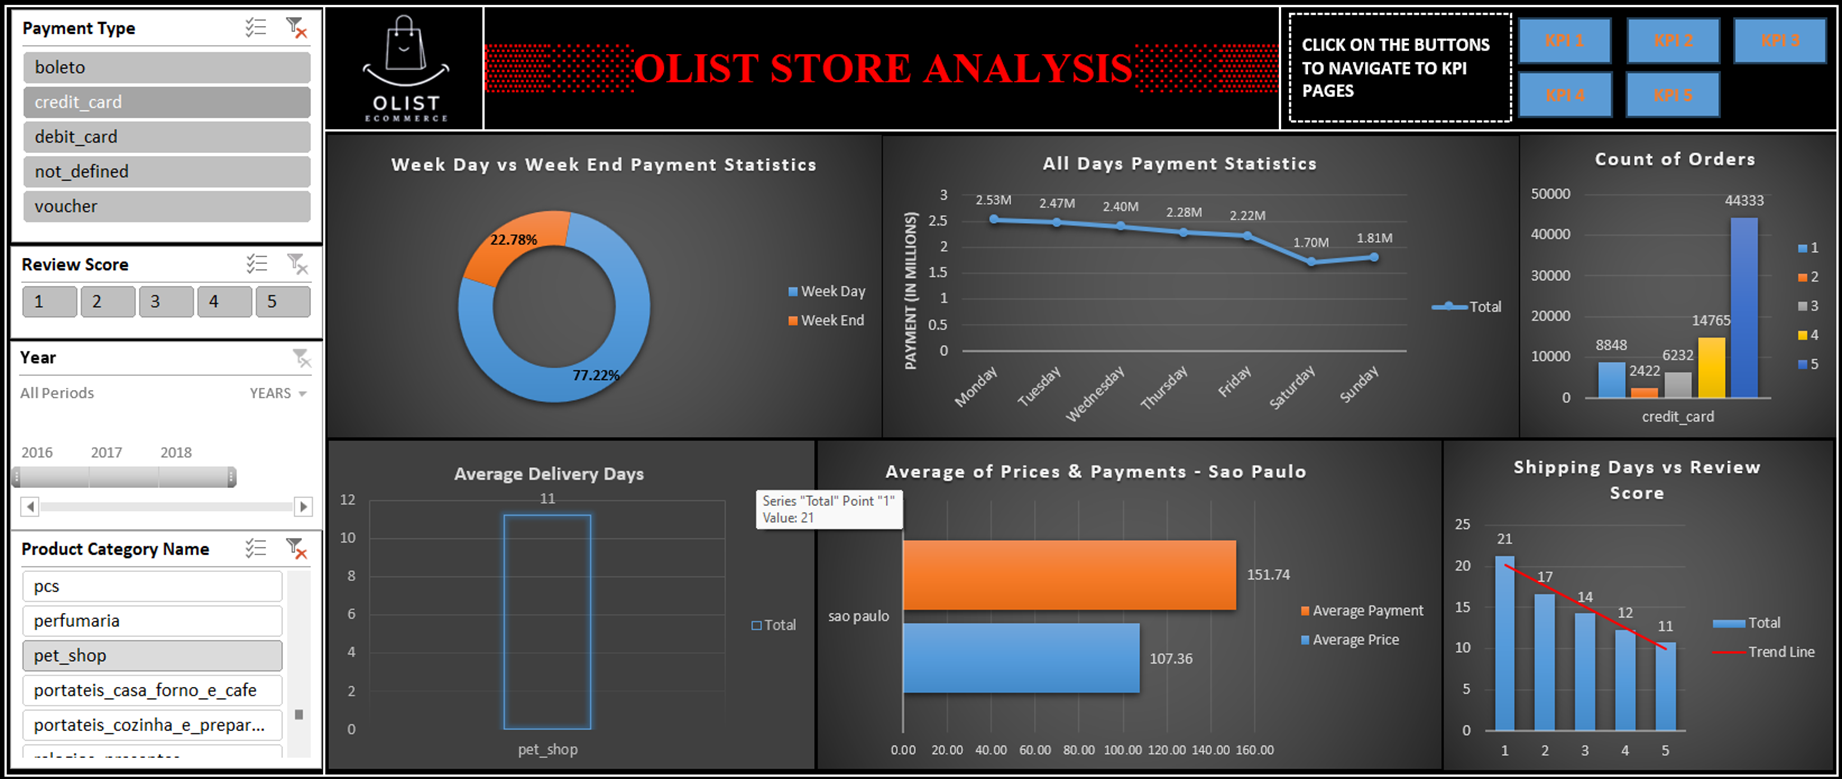 Payment Type
boleto
credit_card
debit_card
not_defined
voucher
Review Score
1 2 3 4 5
Year
All Periods YEARS
2016 2017 2018
Product Category Name
pcs
perfumaria
pet_shop
portateis_casa_forno_e_cafe
portateis_cozinha_e_prepar...
OLIST
ECOMMERCE
OLIST STORE ANALYSIS
CLICK ON THE BUTTONS
TO NAVIGATE TO KPI
PAGES
KPI 1 KPI 2 KPI 3
KPI 4 KPI 5
Week Day vs Week End Payment Statistics
22.78%
77.22%
Week Day
Week End
All Days Payment Statistics
PAYMENT (IN MILLIONS)
3
2.5
2
1.5
1
0.5
0
2.53M 2.47M 2.40M 2.28M 2.22M 1.70M 1.81M
Monday Tuesday Wednesday Thursday Friday Saturday Sunday
Total
Count of Orders
50000
40000
30000
20000
10000
0
8848 2422 6232 14765 44333
credit_card
1
2
3
4
5
Average Delivery Days
12
10
8
6
4
2
0
11
pet_shop
Total
Series "Total" Point "1"
Value: 21
Average of Prices & Payments - Sao Paulo
sao paulo
151.74
107.36
0.00 20.00 40.00 60.00 80.00 100.00 120.00 140.00 160.00
Average Payment
Average Price
Shipping Days vs Review
Score
25
20
15
10
5
0
21 17 14 12 11
1 2 3 4 5
Total
Trend Line